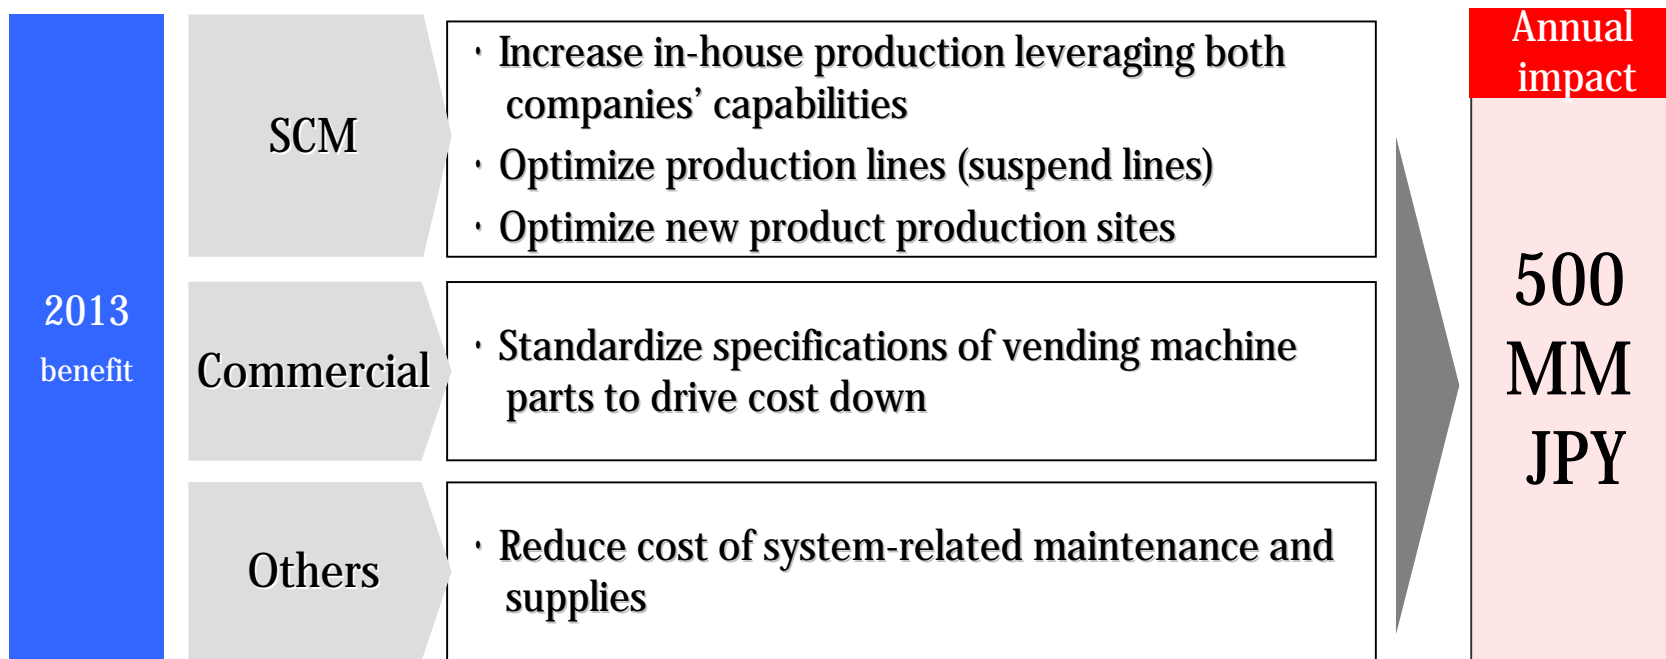 2013
benefit
SCM
・Increase in-house production leveraging both
companies’ capabilities
・Optimize production lines (suspend lines)
・Optimize new product production sites
Commercial
・Standardize specifications of vending machine
parts to drive cost down
Others
・Reduce cost of system-related maintenance and
supplies
Annual
impact
500
MM
JPY